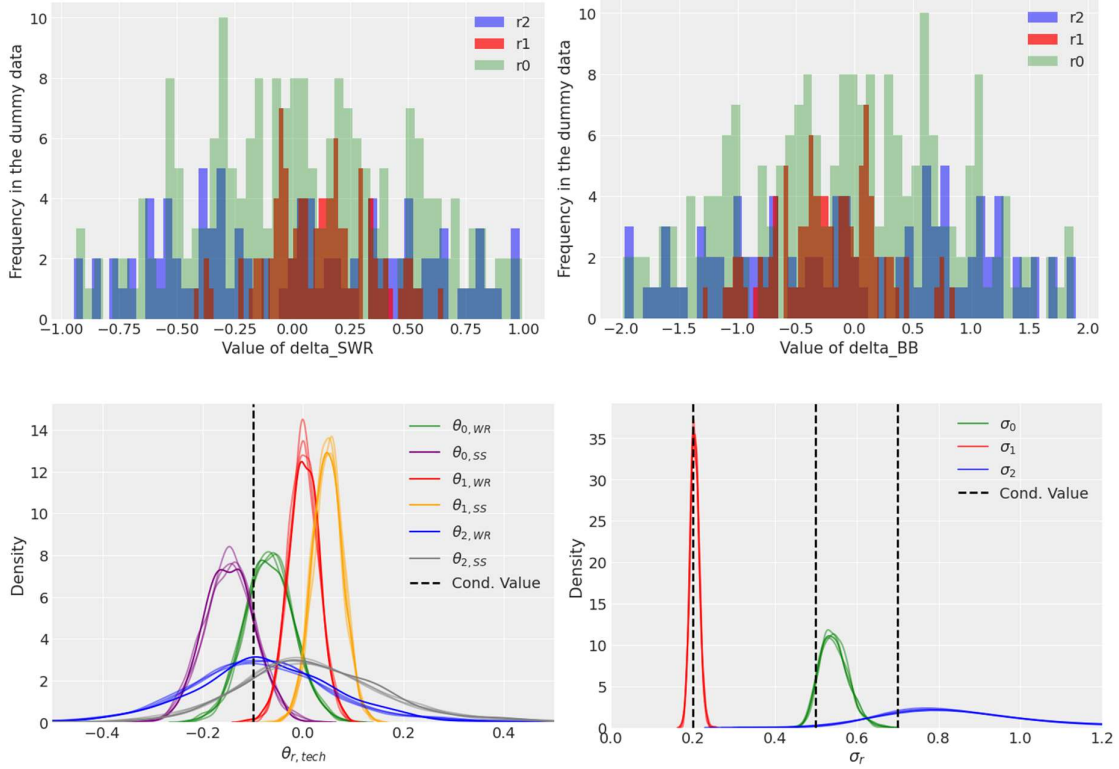 10
8
6
4
2
0
Frequency in the dummy data
r2
r1
r0
−1.00 −0.75 −0.50 −0.25 0.00 0.25 0.50 0.75 1.00
Value of delta_SWR
10
8
6
4
2
0
Frequency in the dummy data
r2
r1
r0
−2.0 −1.5 −1.0 −0.5 0.0 0.5 1.0 1.5 2.0
Value of delta_BB
14
12
10
8
6
4
2
0
Density
θ0, WR
θ0, SS
θ1, WR
θ1, SS
θ2, WR
θ2, SS
Cond. Value
−0.4 −0.2 0.0 0.2 0.4
θr, tech
35
30
25
20
15
10
5
0
Density
σ0
σ1
σ2
Cond. Value
0.0 0.2 0.4 0.6 0.8 1.0 1.2
σr